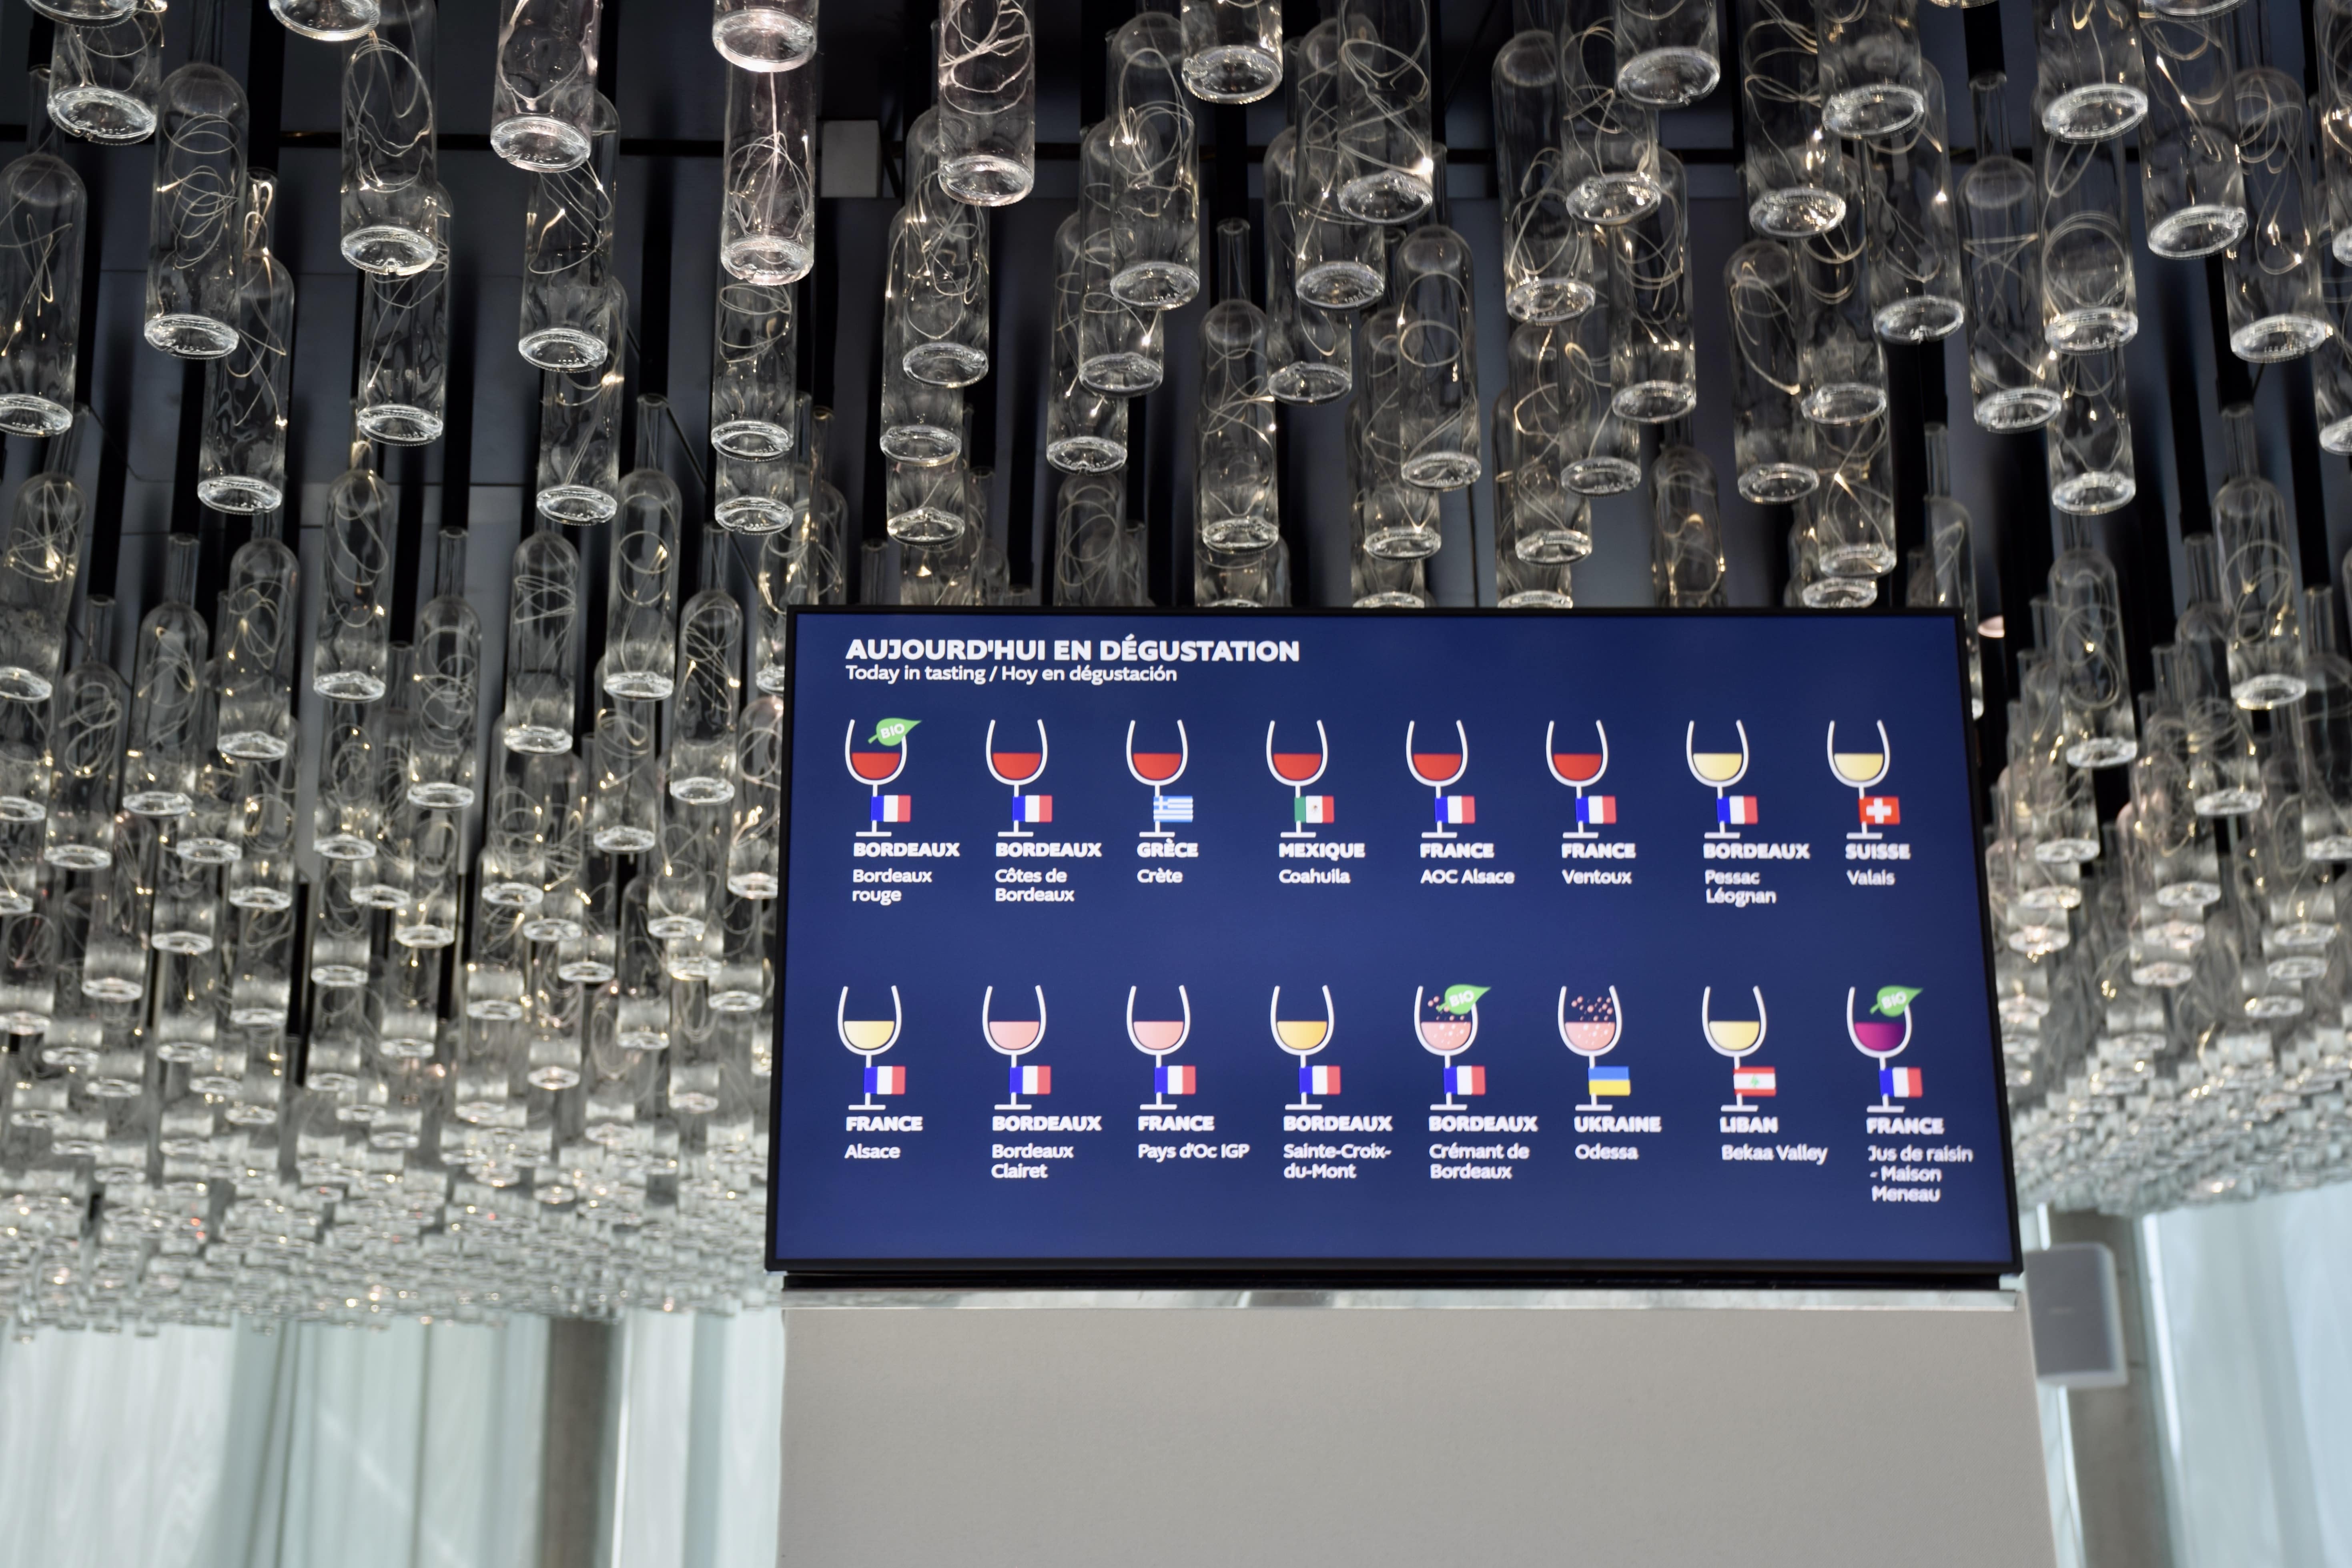 AUJOURD'HUI EN DÉGUSTATION
Today in tasting / Hoy en dégustación
BIO
BORDEAUX
Bordeaux
rouge
BORDEAUX
Côtes de
Bordeaux
GRÈCE
Crète
MEXIQUE
Coahuila
FRANCE
AOC Alsace
FRANCE
Ventoux
BORDEAUX
Pessac
Léognan
SUISSE
Valais
FRANCE
Alsace
BORDEAUX
Bordeaux
Clairet
FRANCE
Pays d'Oc IGP
BORDEAUX
Sainte-Croix-
du-Mont
BIO
BORDEAUX
Crémant de
Bordeaux
UKRAINE
Odessa
LIBAN
Bekaa Valley
BIO
FRANCE
Jus de raisin
- Maison
Meneau